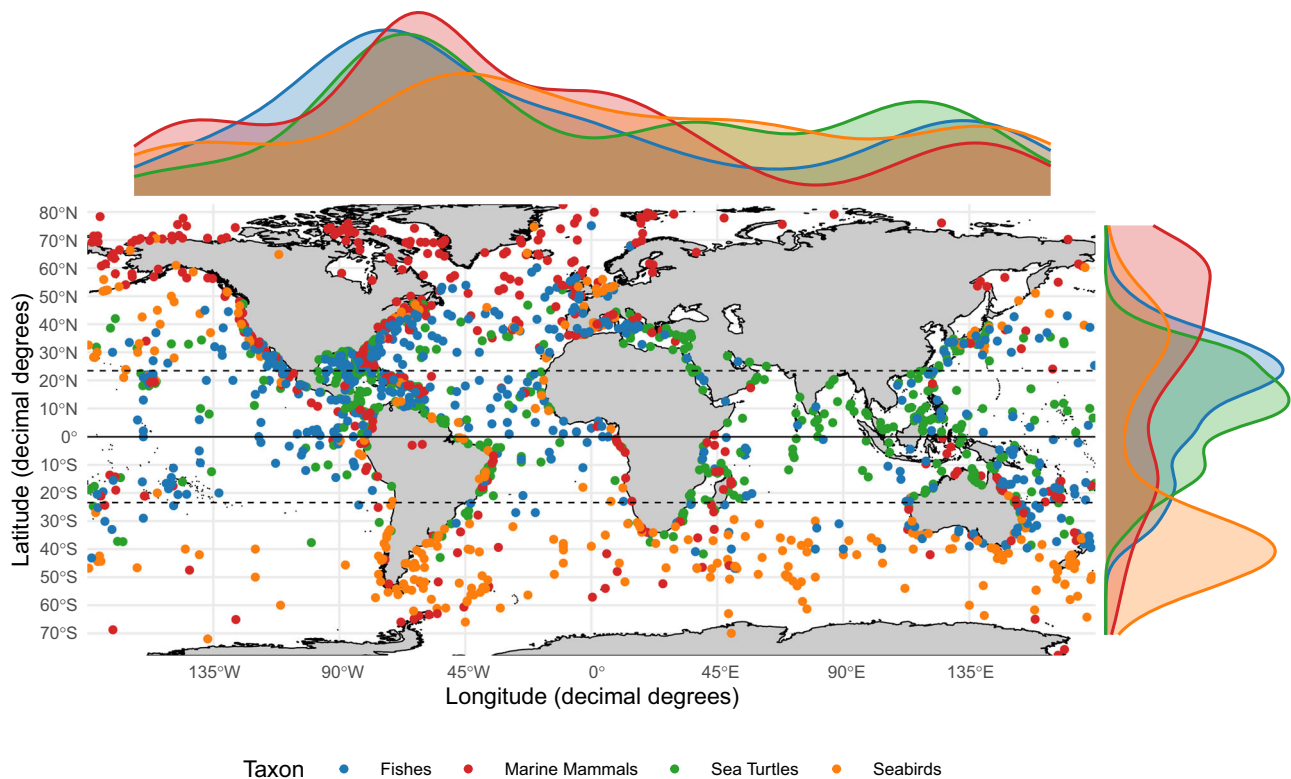 80°N
70°N
60°N
50°N
40°N
30°N
20°N
10°N
0°
10°S
20°S
30°S
40°S
50°S
60°S
70°S
Latitude (decimal degrees)
135°W 90°W 45°W 0° 45°E 90°E 135°E
Longitude (decimal degrees)
Taxon Fishes Marine Mammals Sea Turtles Seabirds